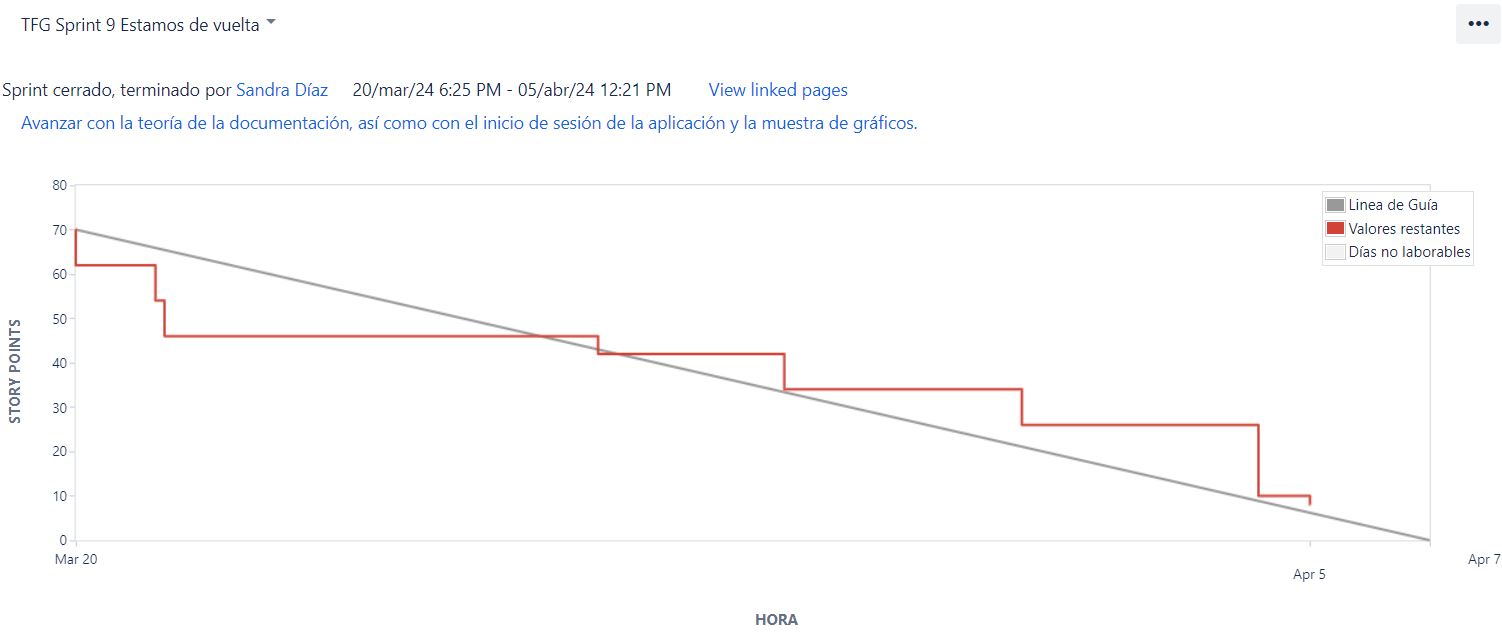 TFG Sprint 9 Estamos de vuelta
Sprint cerrado, terminado por Sandra Díaz 20/mar/24 6:25 PM - 05/abr/24 12:21 PM View linked pages
Avanzar con la teoría de la documentación, así como con el inicio de sesión de la aplicación y la muestra de gráficos.
80
70
60
50
40
30
20
10
0
STORY POINTS
Linea de Guía
Valores restantes
Días no laborables
Mar 20
Apr 5
Apr 7
HORA